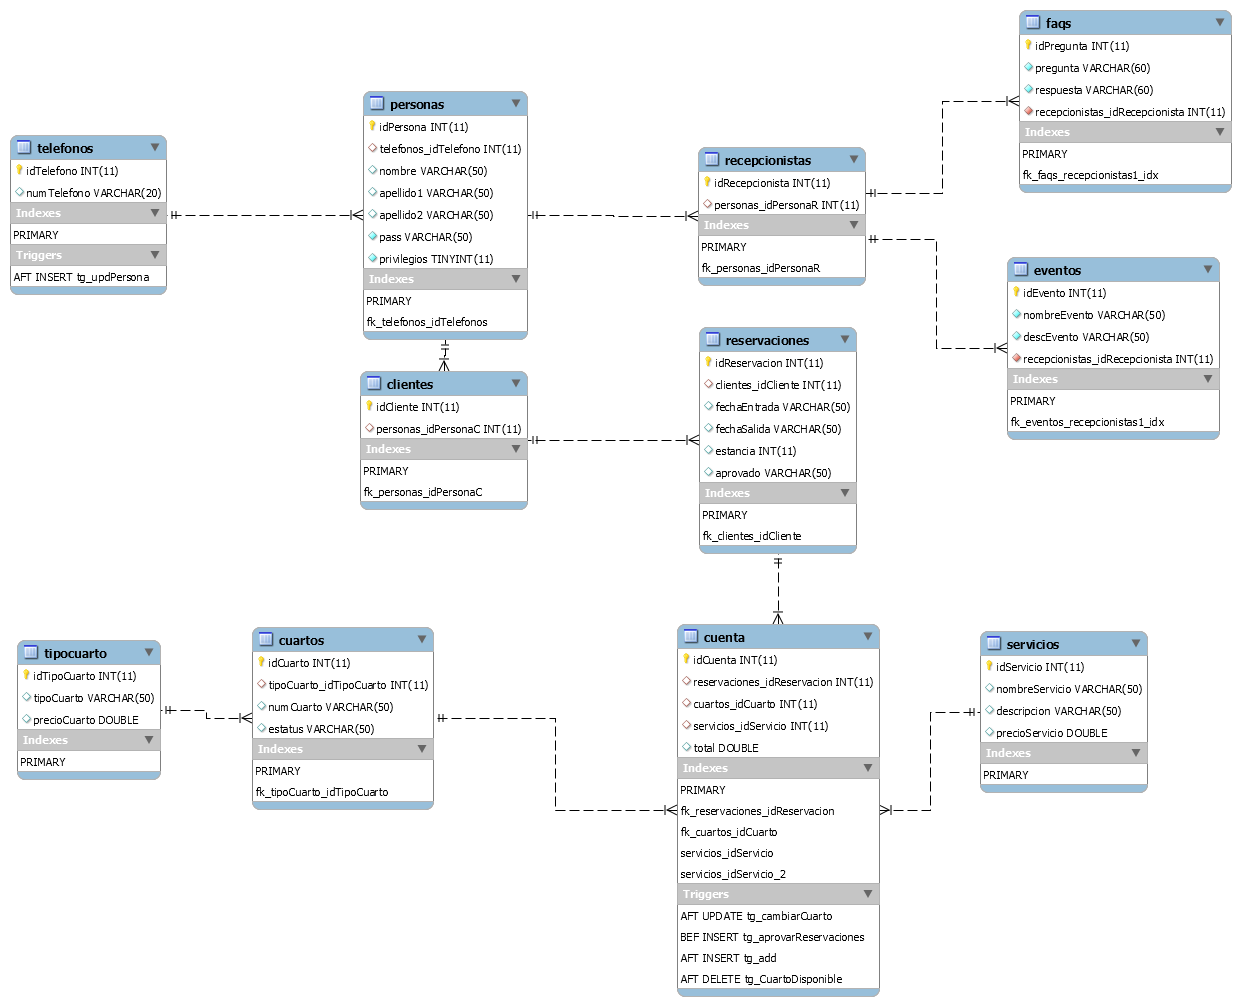 faqs
idPregunta INT(11)
pregunta VARCHAR(60)
respuesta VARCHAR(60)
recepcionistas_idRecepcionista INT(11)
Indexes
PRIMARY
fk_faqs_recepcionistas1_idx
personas
idPersona INT(11)
telefonos_idTelefono INT(11)
nombre VARCHAR(50)
apellido1 VARCHAR(50)
apellido2 VARCHAR(50)
pass VARCHAR(50)
privilegios TINYINT(11)
Indexes
PRIMARY
fk_telefonos_idTelefonos
telefonos
idTelefono INT(11)
numTelefono VARCHAR(20)
Indexes
PRIMARY
Triggers
AFT INSERT tg_updPersona
recepcionistas
idRecepcionista INT(11)
personas_idPersonaR INT(11)
Indexes
PRIMARY
fk_personas_idPersonaR
eventos
idEvento INT(11)
nombreEvento VARCHAR(50)
descEvento VARCHAR(50)
recepcionistas_idRecepcionista INT(11)
Indexes
PRIMARY
fk_eventos_recepcionistas1_idx
reservaciones
idReservacion INT(11)
clientes_idCliente INT(11)
fechaEntrada VARCHAR(50)
fechaSalida VARCHAR(50)
estancia INT(11)
aprovado VARCHAR(50)
Indexes
PRIMARY
fk_clientes_idCliente
clientes
idCliente INT(11)
personas_idPersonaC INT(11)
Indexes
PRIMARY
fk_personas_idPersonaC
tipocuarto
idTipoCuarto INT(11)
tipoCuarto VARCHAR(50)
precioCuarto DOUBLE
Indexes
PRIMARY
cuartos
idCuarto INT(11)
tipoCuarto_idTipoCuarto INT(11)
numCuarto VARCHAR(50)
estatus VARCHAR(50)
Indexes
PRIMARY
fk_tipoCuarto_idTipoCuarto
cuenta
idCuenta INT(11)
reservaciones_idReservacion INT(11)
cuartos_idCuarto INT(11)
servicios_idServicio INT(11)
total DOUBLE
Indexes
PRIMARY
fk_reservaciones_idReservacion
fk_cuartos_idCuarto
servicios_idServicio
servicios_idServicio_2
Triggers
AFT UPDATE tg_cambiarCuarto
BEF INSERT tg_aprovarReservaciones
AFT INSERT tg_add
AFT DELETE tg_CuartoDisponible
servicios
idServicio INT(11)
nombreServicio VARCHAR(50)
descripcion VARCHAR(50)
precioServicio DOUBLE
Indexes
PRIMARY